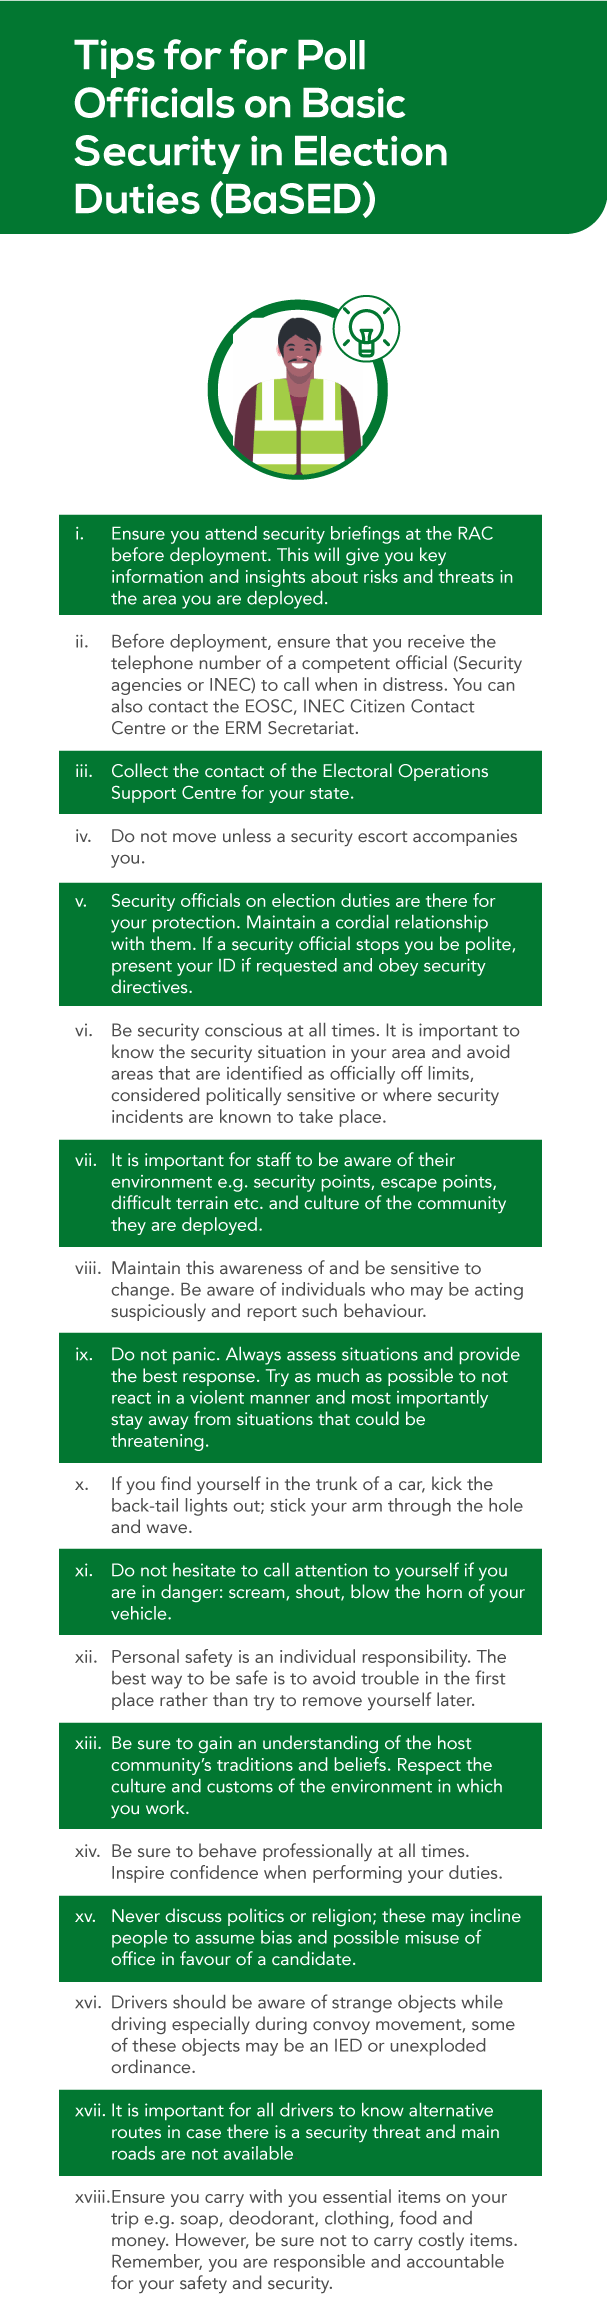 Tips for for Poll
Officials on Basic
Security in Election
Duties (BaSED)
i. Ensure you attend security briefings at the RAC
before deployment. This will give you key
information and insights about risks and threats in
the area you are deployed.
ii. Before deployment, ensure that you receive the
telephone number of a competent official (Security
agencies or INEC) to call when in distress. You can
also contact the EOSC, INEC Citizen Contact
Centre or the ERM Secretariat.
iii. Collect the contact of the Electoral Operations
Support Centre for your state.
iv. Do not move unless a security escort accompanies
you.
v. Security officials on election duties are there for
your protection. Maintain a cordial relationship
with them. If a security official stops you be polite,
present your ID if requested and obey security
directives.
vi. Be security conscious at all times. It is important to
know the security situation in your area and avoid
areas that are identified as officially off limits,
considered politically sensitive or where security
incidents are known to take place.
vii. It is important for staff to be aware of their
environment e.g. security points, escape points,
difficult terrain etc. and culture of the community
they are deployed.
viii. Maintain this awareness of and be sensitive to
change. Be aware of individuals who may be acting
suspiciously and report such behaviour.
ix. Do not panic. Always assess situations and provide
the best response. Try as much as possible to not
react in a violent manner and most importantly
stay away from situations that could be
threatening.
x. If you find yourself in the trunk of a car, kick the
back-tail lights out; stick your arm through the hole
and wave.
xi. Do not hesitate to call attention to yourself if you
are in danger: scream, shout, blow the horn of your
vehicle.
xii. Personal safety is an individual responsibility. The
best way to be safe is to avoid trouble in the first
place rather than try to remove yourself later.
xiii. Be sure to gain an understanding of the host
community's traditions and beliefs. Respect the
culture and customs of the environment in which
you work.
xiv. Be sure to behave professionally at all times.
Inspire confidence when performing your duties.
xv. Never discuss politics or religion; these may incline
people to assume bias and possible misuse of
office in favour of a candidate.
xvi. Drivers should be aware of strange objects while
driving especially during convoy movement, some
of these objects may be an IED or unexploded
ordinance.
xvii. It is important for all drivers to know alternative
routes in case there is a security threat and main
roads are not available
xviii.Ensure you carry with you essential items on your
trip e.g. soap, deodorant, clothing, food and
money. However, be sure not to carry costly items.
Remember, you are responsible and accountable
for your safety and security.